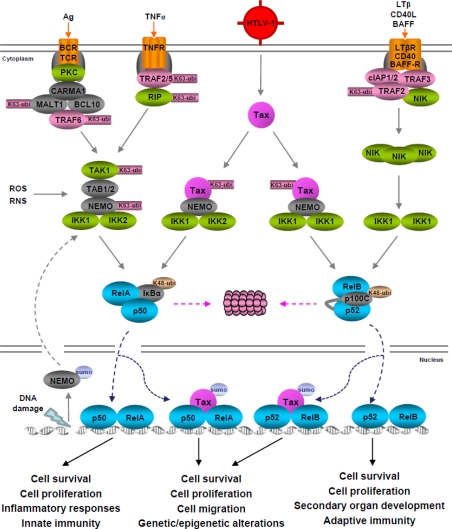 Ag
TNFα
HTLV-1
LTβ
CD40L
BAFF
BCR
TCR
PKC
Cytoplasm
CARMA1
K63-ubi
MALT1
BCL10
TRAF6
K63-ubi
TNFR
TRAF2/5
K63-ubi
RIP
K63-ubi
Tax
LTβR
CD40
BAFF-R
cIAP1/2
TRAF3
K63-ubi
TRAF2
NIK
NIK
NIK
NIK
TAK1
K63-ubi
TAB1/2
ROS
RNS
NEMO
K63-ubi
IKK1
IKK2
Tax
K63-ubi
NEMO
IKK1
IKK2
K63-ubi
Tax
NEMO
IKK1
IKK1
IKK1
IKK1
K48-ubi
RelA
IκBα
p50
RelB
K48-ubi
p100C
p52
Nucleus
NEMO
sumo
DNA
damage
p50
RelA
sumo
Tax
p50
RelA
sumo
Tax
p52
RelB
p52
RelB
Cell survival
Cell proliferation
Inflammatory responses
Innate immunity
Cell survival
Cell proliferation
Cell migration
Genetic/epigenetic alterations
Cell survival
Cell proliferation
Secondary organ development
Adaptive immunity